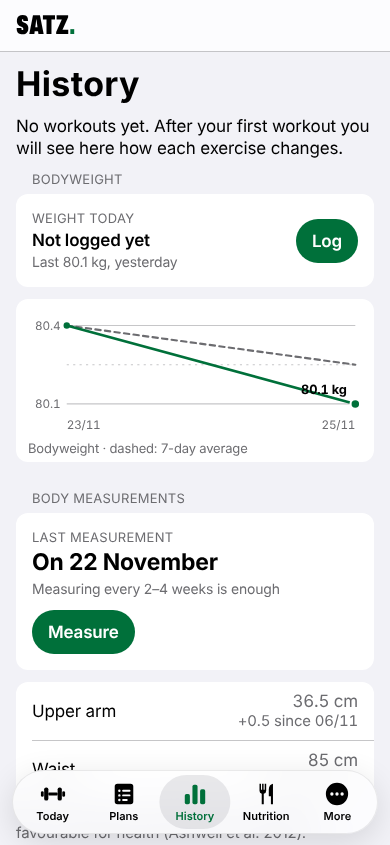 SATZ.
History
No workouts yet. After your first workout you
will see here how each exercise changes.
BODYWEIGHT
WEIGHT TODAY
Not logged yet
Last 80.1 kg, yesterday
Log
80.4
80.1 kg
80.1
23/11
25/11
Bodyweight · dashed: 7-day average
BODY MEASUREMENTS
LAST MEASUREMENT
On 22 November
Measuring every 2–4 weeks is enough
Measure
Upper arm
36.5 cm
+0.5 since 06/11
Waist
85 cm
Today
Plans
History
Nutrition
More
favourable for health (Ashwell et al. 2012).